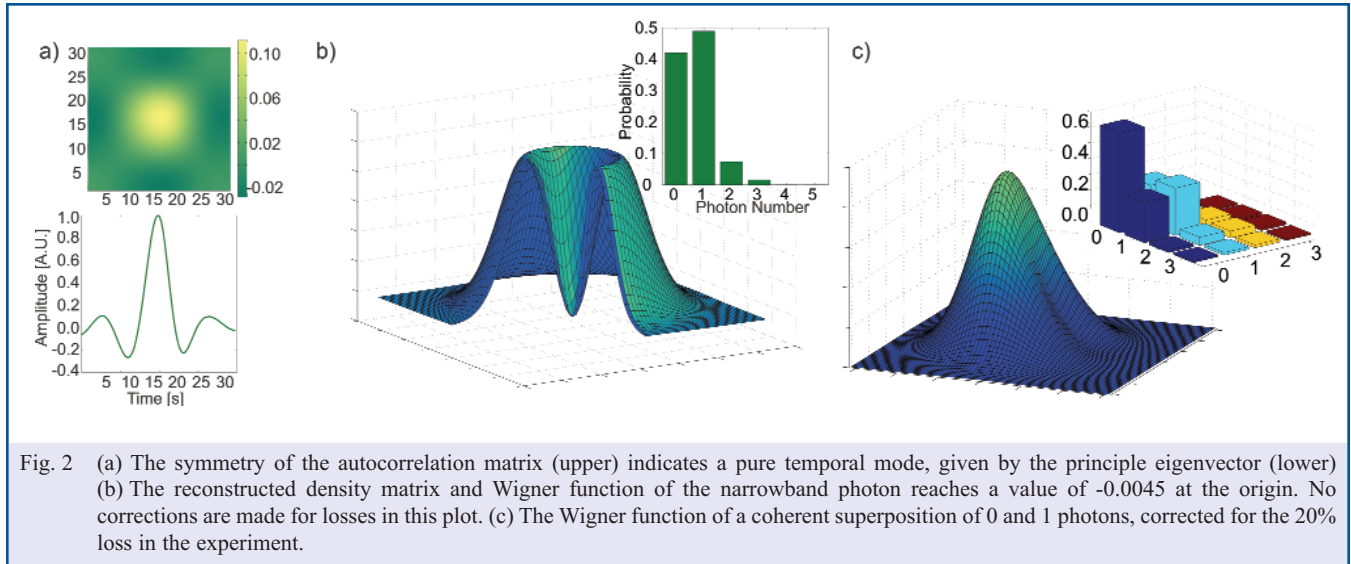 a)
30
25
20
15
10
5
5 10 15 20 25 30
0.10
0.06
0.02
-0.02
1.0
0.8
0.6
0.4
0.2
0.0
-0.2
-0.4
Amplitude [A.U.]
5 10 15 20 25 30
Time [s]
b)
0.5
0.4
0.3
0.2
0.1
0
Probability
0 1 2 3 4 5
Photon Number
c)
0.6
0.4
0.2
0.0
0 1 2 3
0 1 2 3
Fig. 2 (a) The symmetry of the autocorrelation matrix (upper) indicates a pure temporal mode, given by the principle eigenvector (lower)
(b) The reconstructed density matrix and Wigner function of the narrowband photon reaches a value of -0.0045 at the origin. No
corrections are made for losses in this plot. (c) The Wigner function of a coherent superposition of 0 and 1 photons, corrected for the 20%
loss in the experiment.